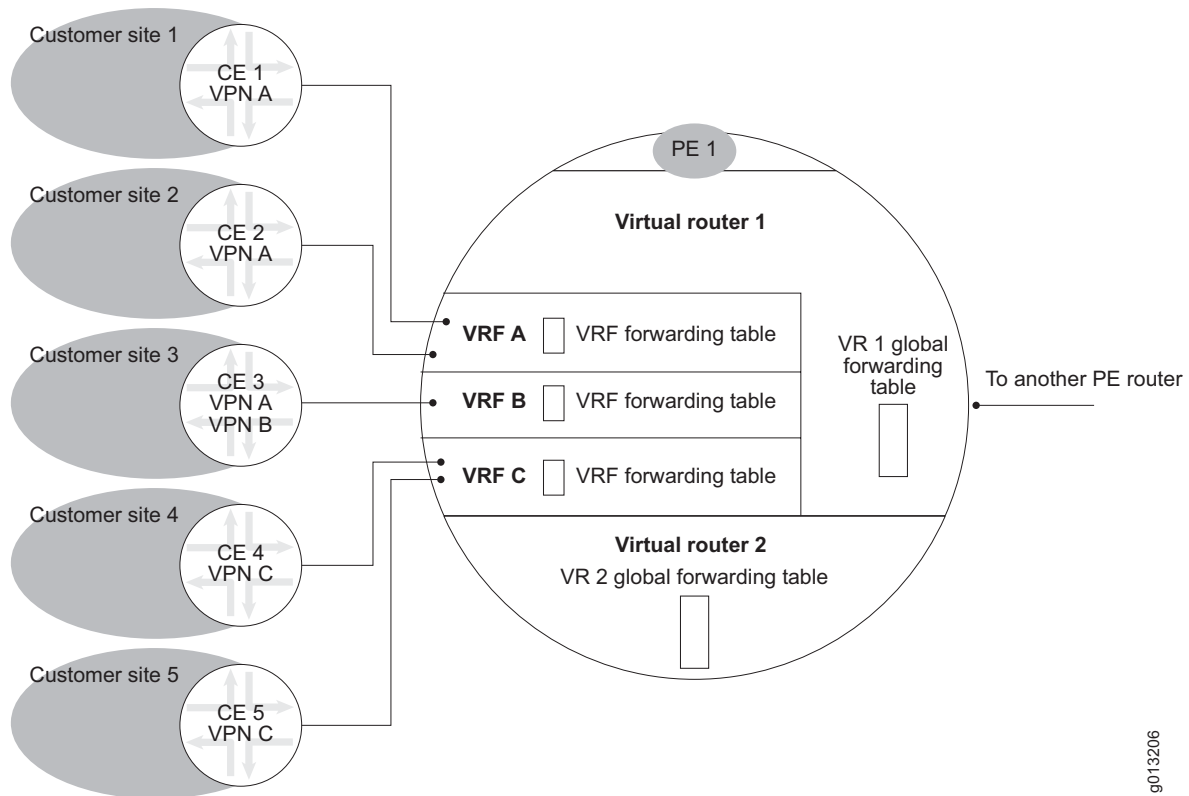 Customer site 1
CE 1
VPN A
Customer site 2
CE 2
VPN A
Customer site 3
CE 3
VPN A
VPN B
Customer site 4
CE 4
VPN C
Customer site 5
CE 5
VPN C
PE 1
Virtual router 1
VRF A VRF forwarding table
VRF B VRF forwarding table
VRF C VRF forwarding table
VR 1 global
forwarding
table
Virtual router 2
VR 2 global forwarding table
To another PE router
g013206